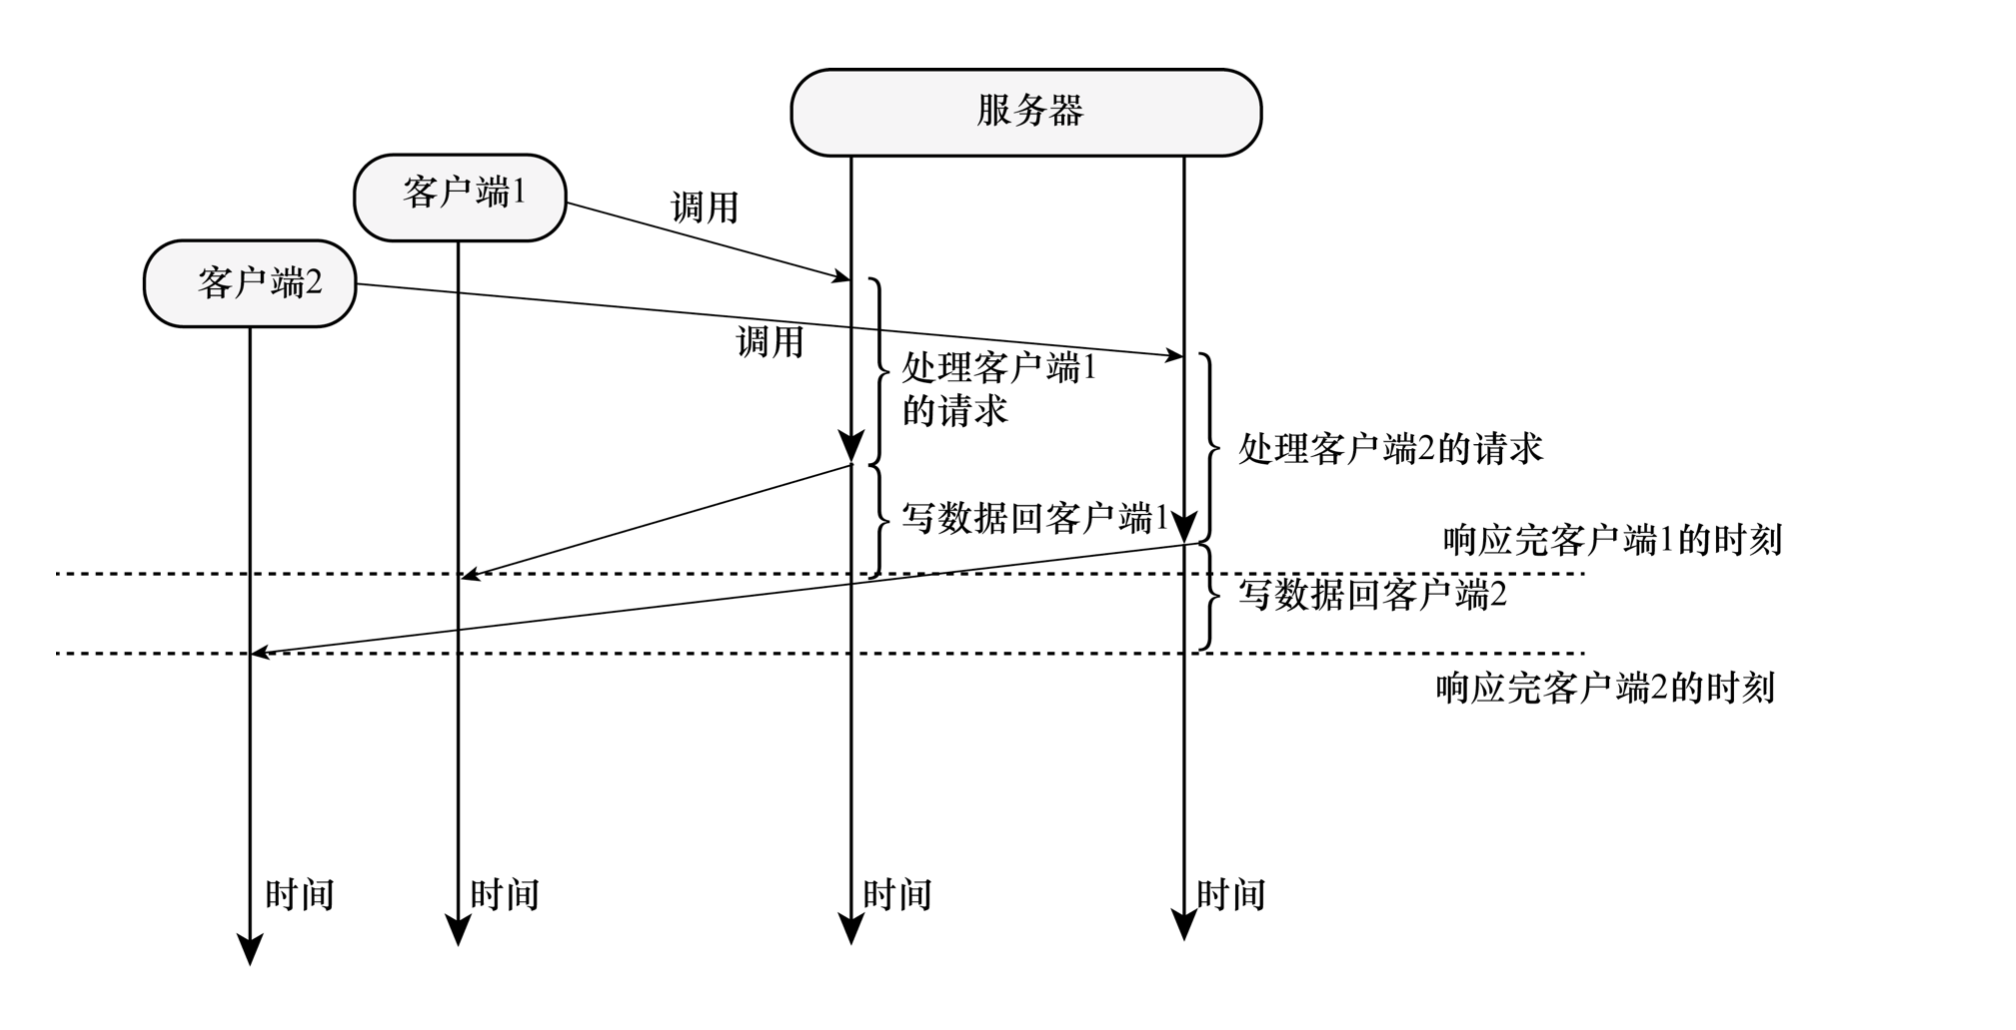 服务器
客户端1
调用
客户端2
调用
处理客户端1
的请求
处理客户端2的请求
写数据回客户端1
响应完客户端1的时刻
写数据回客户端2
响应完客户端2的时刻
时间
时间
时间
时间